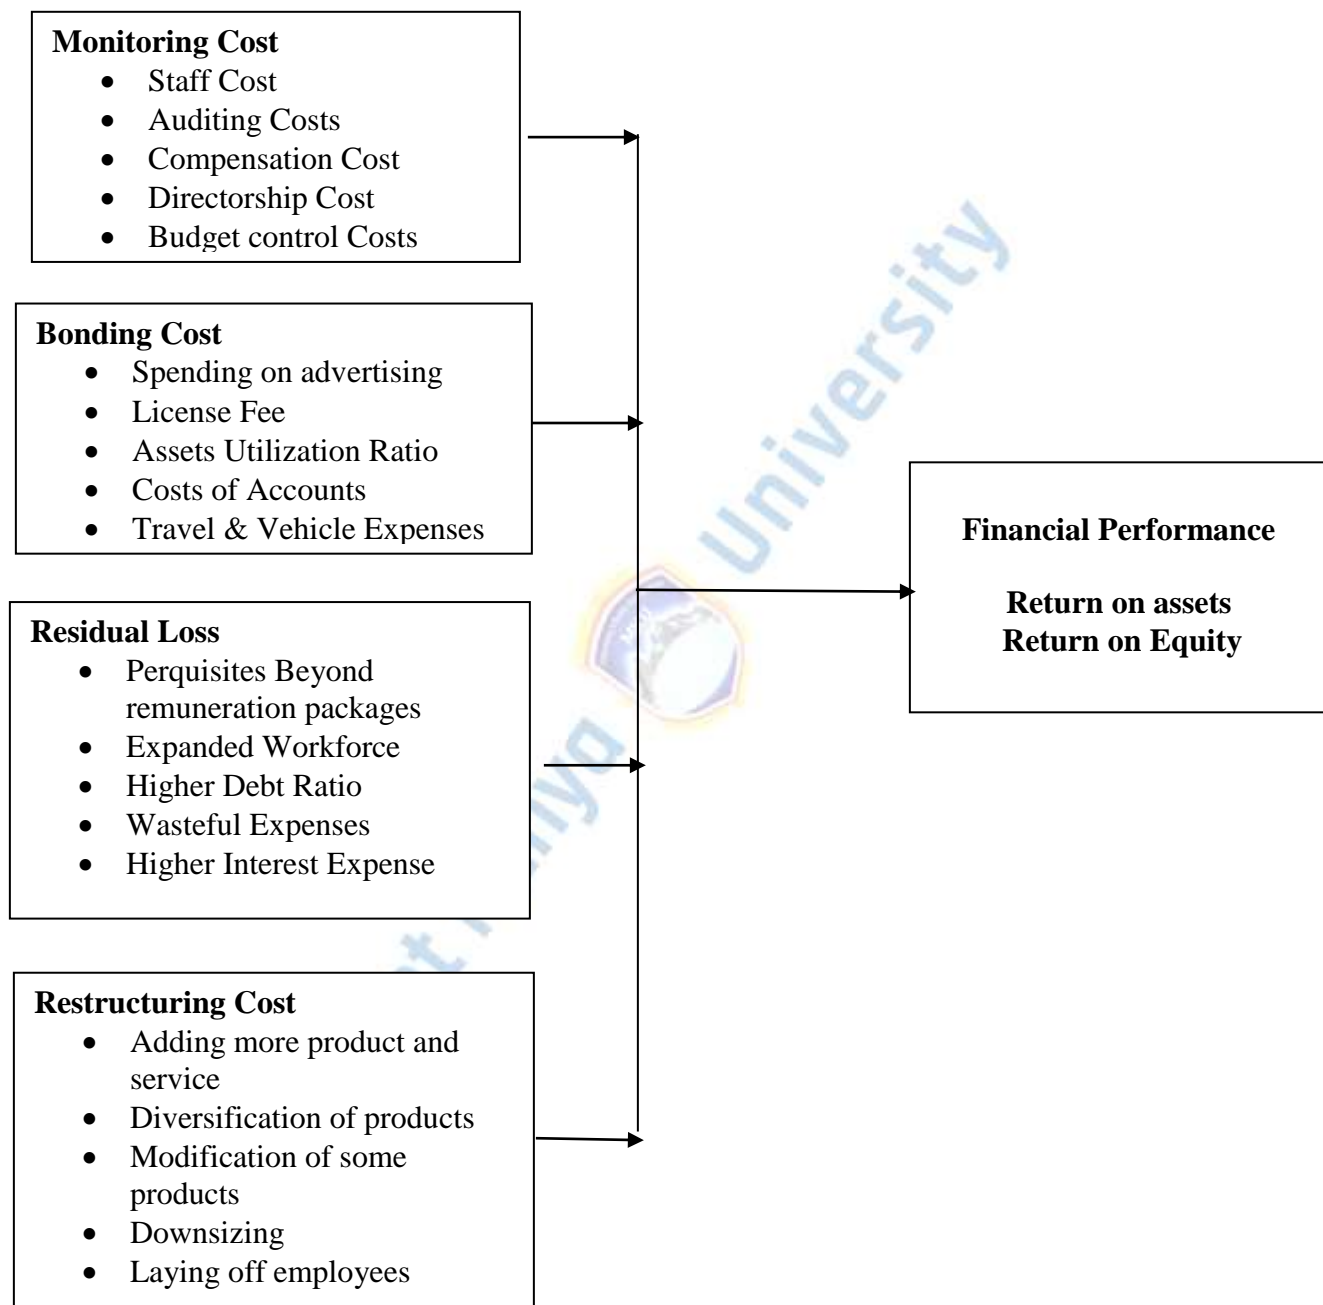 Monitoring Cost
• Staff Cost
• Auditing Costs
• Compensation Cost
• Directorship Cost
• Budget control Costs
Bonding Cost
• Spending on advertising
• License Fee
• Assets Utilization Ratio
• Costs of Accounts
• Travel & Vehicle Expenses
Residual Loss
• Perquisites Beyond
remuneration packages
• Expanded Workforce
• Higher Debt Ratio
• Wasteful Expenses
• Higher Interest Expense
Restructuring Cost
• Adding more product and
service
• Diversification of products
• Modification of some
products
• Downsizing
• Laying off employees
Financial Performance
Return on assets
Return on Equity
University